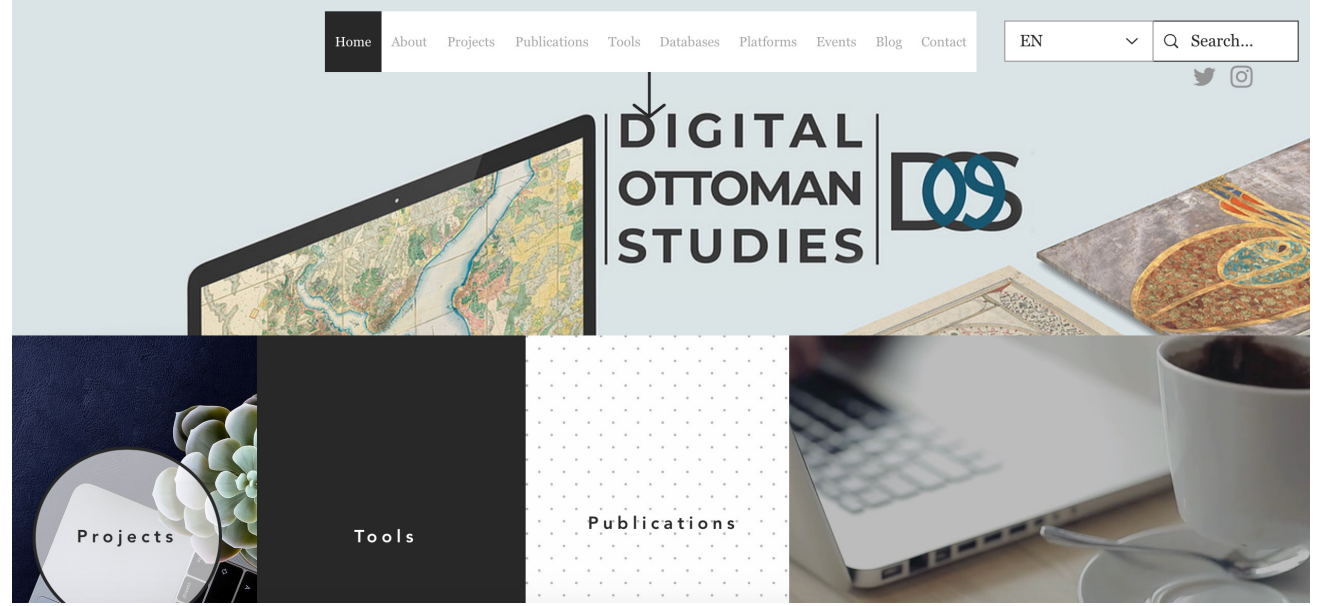 Home About Projects Publications Tools Databases Platforms Events Blog Contact
EN
Search...
DIGITAL
OTTOMAN
STUDIES
DOS
Projects
Tools
Publications